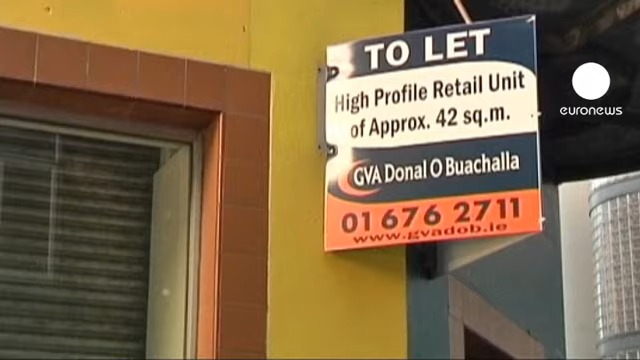 TO LET
High Profile Retail Unit
of Approx. 42 sq.m.
GVA Donal O Buachalla
01 676 2711
www.gvadob.ie
euronews